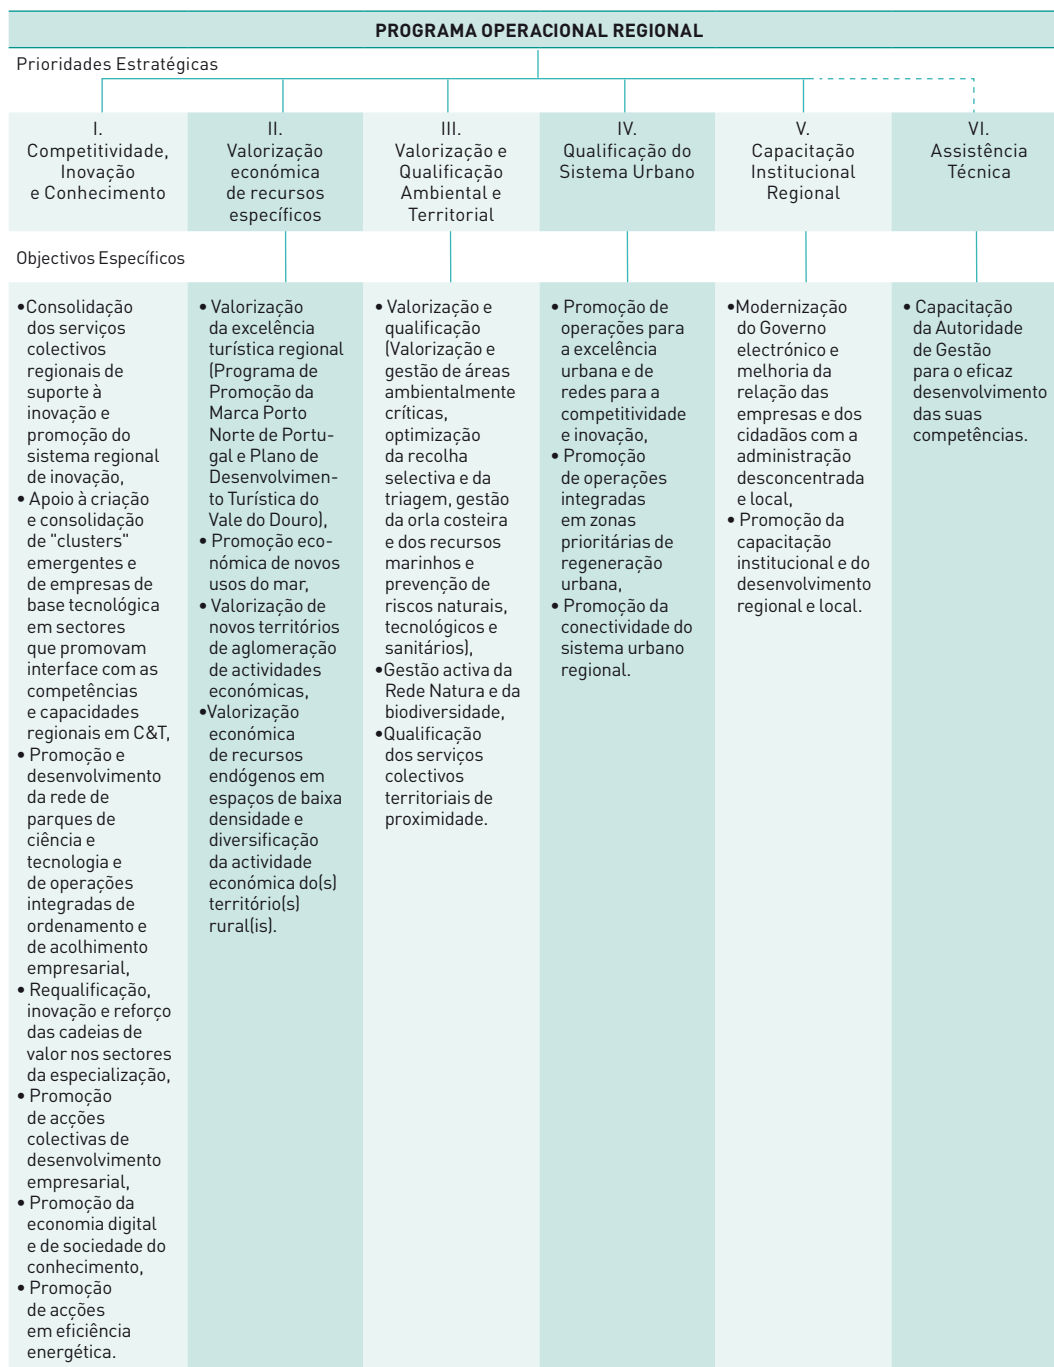 PROGRAMA OPERACIONAL REGIONAL
Prioridades Estratégicas
I.
Competitividade,
Inovação
e Conhecimento
II.
Valorização
económica
de recursos
específicos
III.
Valorização e
Qualificação
Ambiental e
Territorial
IV.
Qualificação do
Sistema Urbano
V.
Capacitação
Institucional
Regional
VI.
Assistência
Técnica
Objectivos Específicos
•Consolidação
dos serviços
colectivos
regionais de
suporte à
inovação e
promoção do
sistema regional
de inovação,
• Apoio à criação
e consolidação
de "clusters"
emergentes e
de empresas de
base tecnológica
em sectores
que promovam
interface com as
competências
e capacidades
regionais em C&T,
• Promoção e
desenvolvimento
da rede de
parques de
ciência e
tecnologia e
de operações
integradas de
ordenamento e
de acolhimento
empresarial,
• Requalificação,
inovação e reforço
das cadeias de
valor nos sectores
da especialização,
• Promoção
de acções
colectivas de
desenvolvimento
empresarial,
• Promoção da
economia digital
e de sociedade do
conhecimento,
• Promoção
de acções
em eficiência
energética.
• Valorização
da excelência
turística regional
(Programa de
Promoção da
Marca Porto
Norte de Portu-
gal e Plano de
Desenvolvimen-
to Turística do
Vale do Douro),
• Promoção eco-
nómica de novos
usos do mar,
• Valorização de
novos territórios
de aglomeração
de actividades
económicas,
•Valorização
económica
de recursos
endógenos em
espaços de baixa
densidade e
diversificação
da actividade
económica do(s)
território(s)
rural(is).
• Valorização e
qualificação
(Valorização e
gestão de áreas
ambientalmente
críticas,
optimização
da recolha
selectiva e da
triagem, gestão
da orla costeira
e dos recursos
marinhos e
prevenção de
riscos naturais,
tecnológicos e
sanitários),
•Gestão activa da
Rede Natura e da
biodiversidade,
•Qualificação
dos serviços
colectivos
territoriais de
proximidade.
• Promoção de
operações para
a excelência
urbana e de
redes para a
competitividade
e inovação,
• Promoção
de operações
integradas
em zonas
prioritárias de
regeneração
urbana,
• Promoção da
conectividade do
sistema urbano
regional.
•Modernização
do Governo
electrónico e
melhoria da
relação das
empresas e dos
cidadãos com a
administração
desconcentrada
e local,
• Promoção da
capacitação
institucional e do
desenvolvimento
regional e local.
• Capacitação
da Autoridade
de Gestão
para o eficaz
desenvolvimento
das suas
competências.